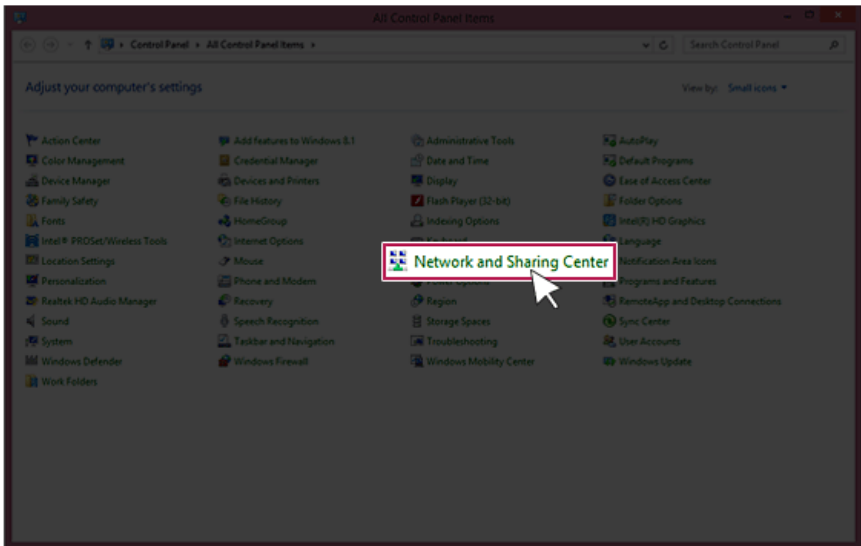 All Control Panel Items
Control Panel All Control Panel Items Search Control Panel
Adjust your computer's settings View by: Small icons
Action Center Add features to Windows 8.1 Administrative Tools AutoPlay
Color Management Credential Manager Date and Time Default Programs
Device Manager Devices and Printers Display Ease of Access Center
Family Safety File History Flash Player (32-bit) Folder Options
Fonts HomeGroup Indexing Options Intel(R) HD Graphics
Intel® PROSet/Wireless Tools Internet Options Keyboard Language
Location Settings Mouse Network and Sharing Center Notification Area Icons
Personalization Phone and Modem Power Options Programs and Features
Realtek HD Audio Manager Recovery Region RemoteApp and Desktop Connections
Sound Speech Recognition Storage Spaces Sync Center
System Taskbar and Navigation Troubleshooting User Accounts
Windows Defender Windows Firewall Windows Mobility Center Windows Update
Work Folders